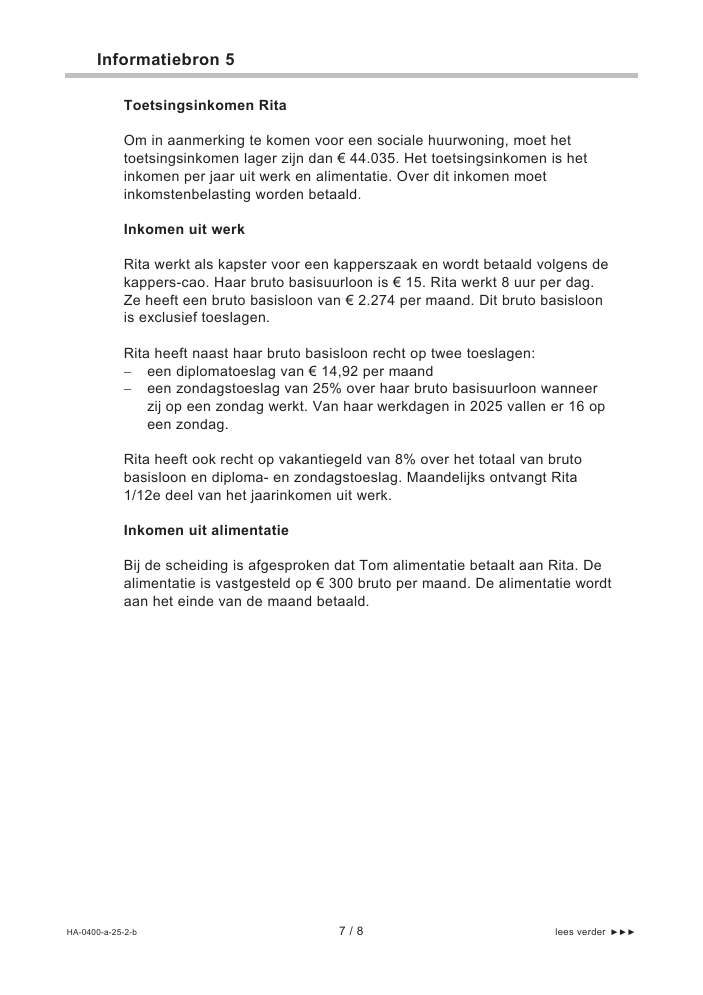 Informatiebron 5
Toetsingsinkomen Rita
Om in aanmerking te komen voor een sociale huurwoning, moet het
toetsingsinkomen lager zijn dan € 44.035. Het toetsingsinkomen is het
inkomen per jaar uit werk en alimentatie. Over dit inkomen moet
inkomstenbelasting worden betaald.
Inkomen uit werk
Rita werkt als kapster voor een kapperszaak en wordt betaald volgens de
kappers-cao. Haar bruto basisuurloon is € 15. Rita werkt 8 uur per dag.
Ze heeft een bruto basisloon van € 2.274 per maand. Dit bruto basisloon
is exclusief toeslagen.
Rita heeft naast haar bruto basisloon recht op twee toeslagen:
– een diplomatoeslag van € 14,92 per maand
– een zondagstoeslag van 25% over haar bruto basisuurloon wanneer
zij op een zondag werkt. Van haar werkdagen in 2025 vallen er 16 op
een zondag.
Rita heeft ook recht op vakantiegeld van 8% over het totaal van bruto
basisloon en diploma- en zondagstoeslag. Maandelijks ontvangt Rita
1/12e deel van het jaarinkomen uit werk.
Inkomen uit alimentatie
Bij de scheiding is afgesproken dat Tom alimentatie betaalt aan Rita. De
alimentatie is vastgesteld op € 300 bruto per maand. De alimentatie wordt
aan het einde van de maand betaald.
HA-0400-a-25-2-b 7 / 8 lees verder ►►►